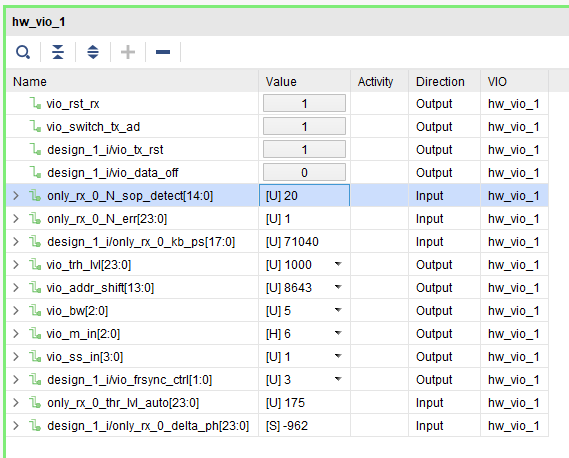 hw_vio_1
Name Value Activity Direction VIO
vio_rst_rx 1 Output hw_vio_1
vio_switch_tx_ad 1 Output hw_vio_1
design_1_i/vio_tx_rst 1 Output hw_vio_1
design_1_i/vio_data_off 0 Output hw_vio_1
only_rx_0_N_sop_detect[14:0] [U] 20 Input hw_vio_1
only_rx_0_N_err[23:0] [U] 1 Input hw_vio_1
design_1_i/only_rx_0_kb_ps[17:0] [U] 71040 Input hw_vio_1
vio_trh_lvl[23:0] [U] 1000 Output hw_vio_1
vio_addr_shift[13:0] [U] 8643 Output hw_vio_1
vio_bw[2:0] [U] 5 Output hw_vio_1
vio_m_in[2:0] [H] 6 Output hw_vio_1
vio_ss_in[3:0] [U] 1 Output hw_vio_1
design_1_i/vio_frsync_ctrl[1:0] [U] 3 Output hw_vio_1
only_rx_0_thr_lvl_auto[23:0] [U] 175 Input hw_vio_1
design_1_i/only_rx_0_delta_ph[23:0] [S] -962 Input hw_vio_1